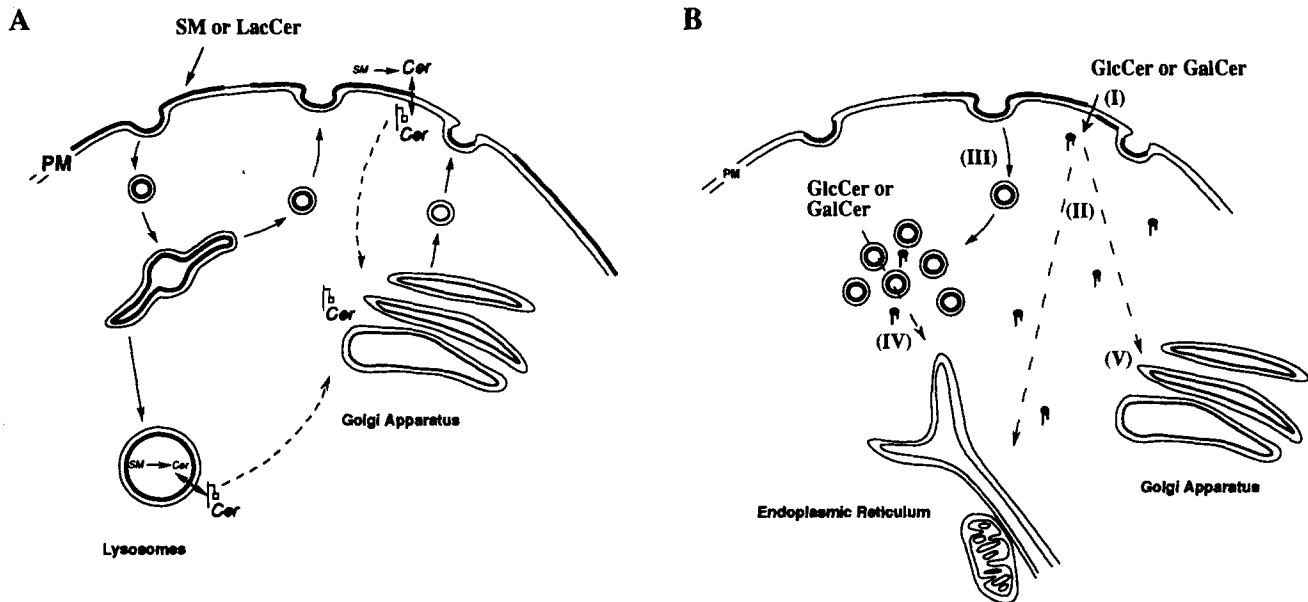 A
SM or LacCer
SM Cer
Cer
PM
Cer
Golgi Apparatus
SM Cer
Cer
Lysosomes
B
GlcCer or GalCer
(I)
PM
(III)
(II)
GlcCer or
GalCer
(IV)
(V)
Golgi Apparatus
Endoplasmic Reticulum